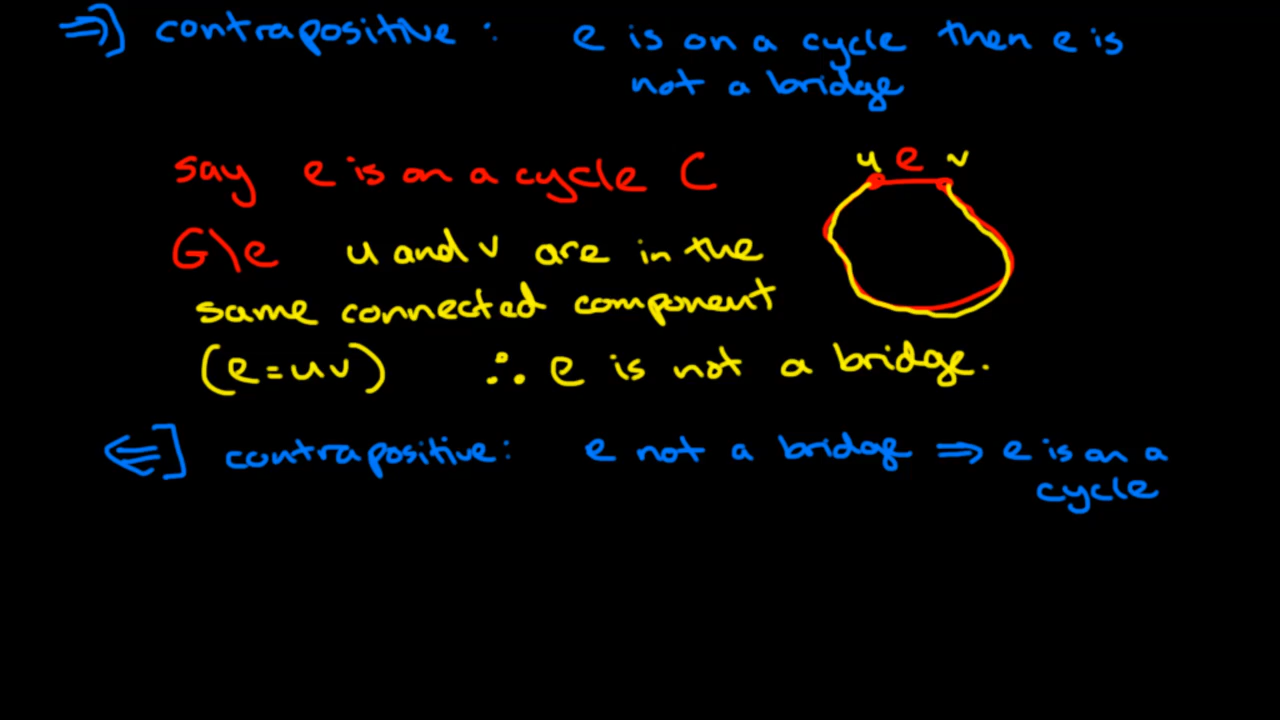 ⇒] contrapositive: e is on a cycle then e is
not a bridge
say e is on a cycle C
u e v
G\e u and v are in the
same connected component
(e=uv) ∴ e is not a bridge.
⇐] contrapositive: e not a bridge ⇒ e is on a
cycle